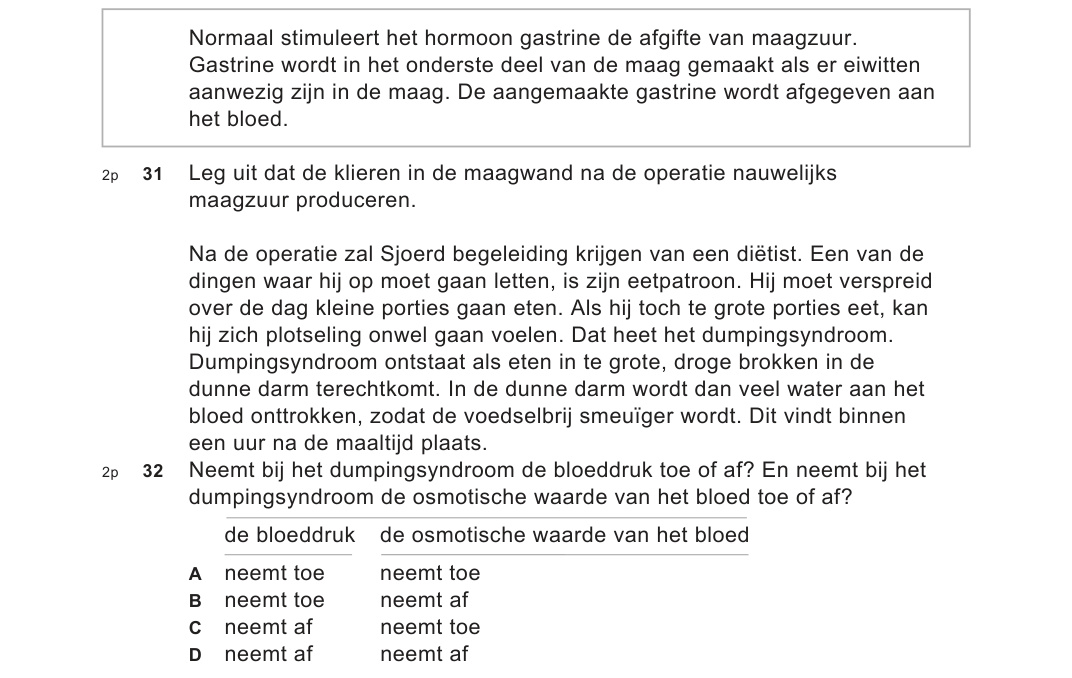 Normaal stimuleert het hormoon gastrine de afgifte van maagzuur.
Gastrine wordt in het onderste deel van de maag gemaakt als er eiwitten
aanwezig zijn in de maag. De aangemaakte gastrine wordt afgegeven aan
het bloed.
2p 31 Leg uit dat de klieren in de maagwand na de operatie nauwelijks
maagzuur produceren.
Na de operatie zal Sjoerd begeleiding krijgen van een diëtist. Een van de
dingen waar hij op moet gaan letten, is zijn eetpatroon. Hij moet verspreid
over de dag kleine porties gaan eten. Als hij toch te grote porties eet, kan
hij zich plotseling onwel gaan voelen. Dat heet het dumpingsyndroom.
Dumpingsyndroom ontstaat als eten in te grote, droge brokken in de
dunne darm terechtkomt. In de dunne darm wordt dan veel water aan het
bloed onttrokken, zodat de voedselbrij smeuïger wordt. Dit vindt binnen
een uur na de maaltijd plaats.
2p 32 Neemt bij het dumpingsyndroom de bloeddruk toe of af? En neemt bij het
dumpingsyndroom de osmotische waarde van het bloed toe of af?
de bloeddruk de osmotische waarde van het bloed
A neemt toe neemt toe
B neemt toe neemt af
C neemt af neemt toe
D neemt af neemt af